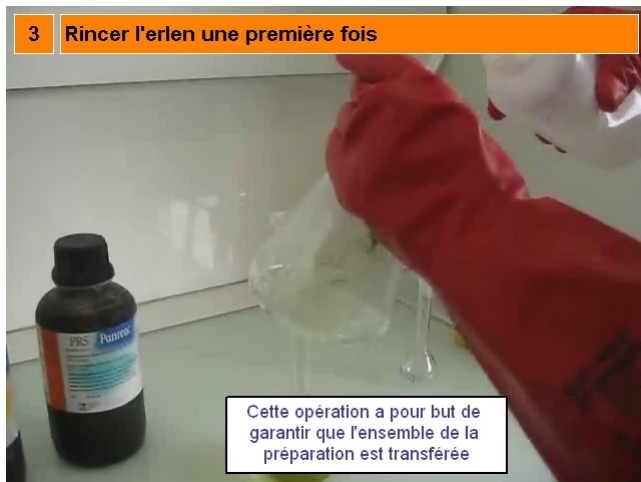 3 Rincer l'erlen une première fois
PRS Panreac
Cette opération a pour but de
garantir que l'ensemble de la
préparation est transférée